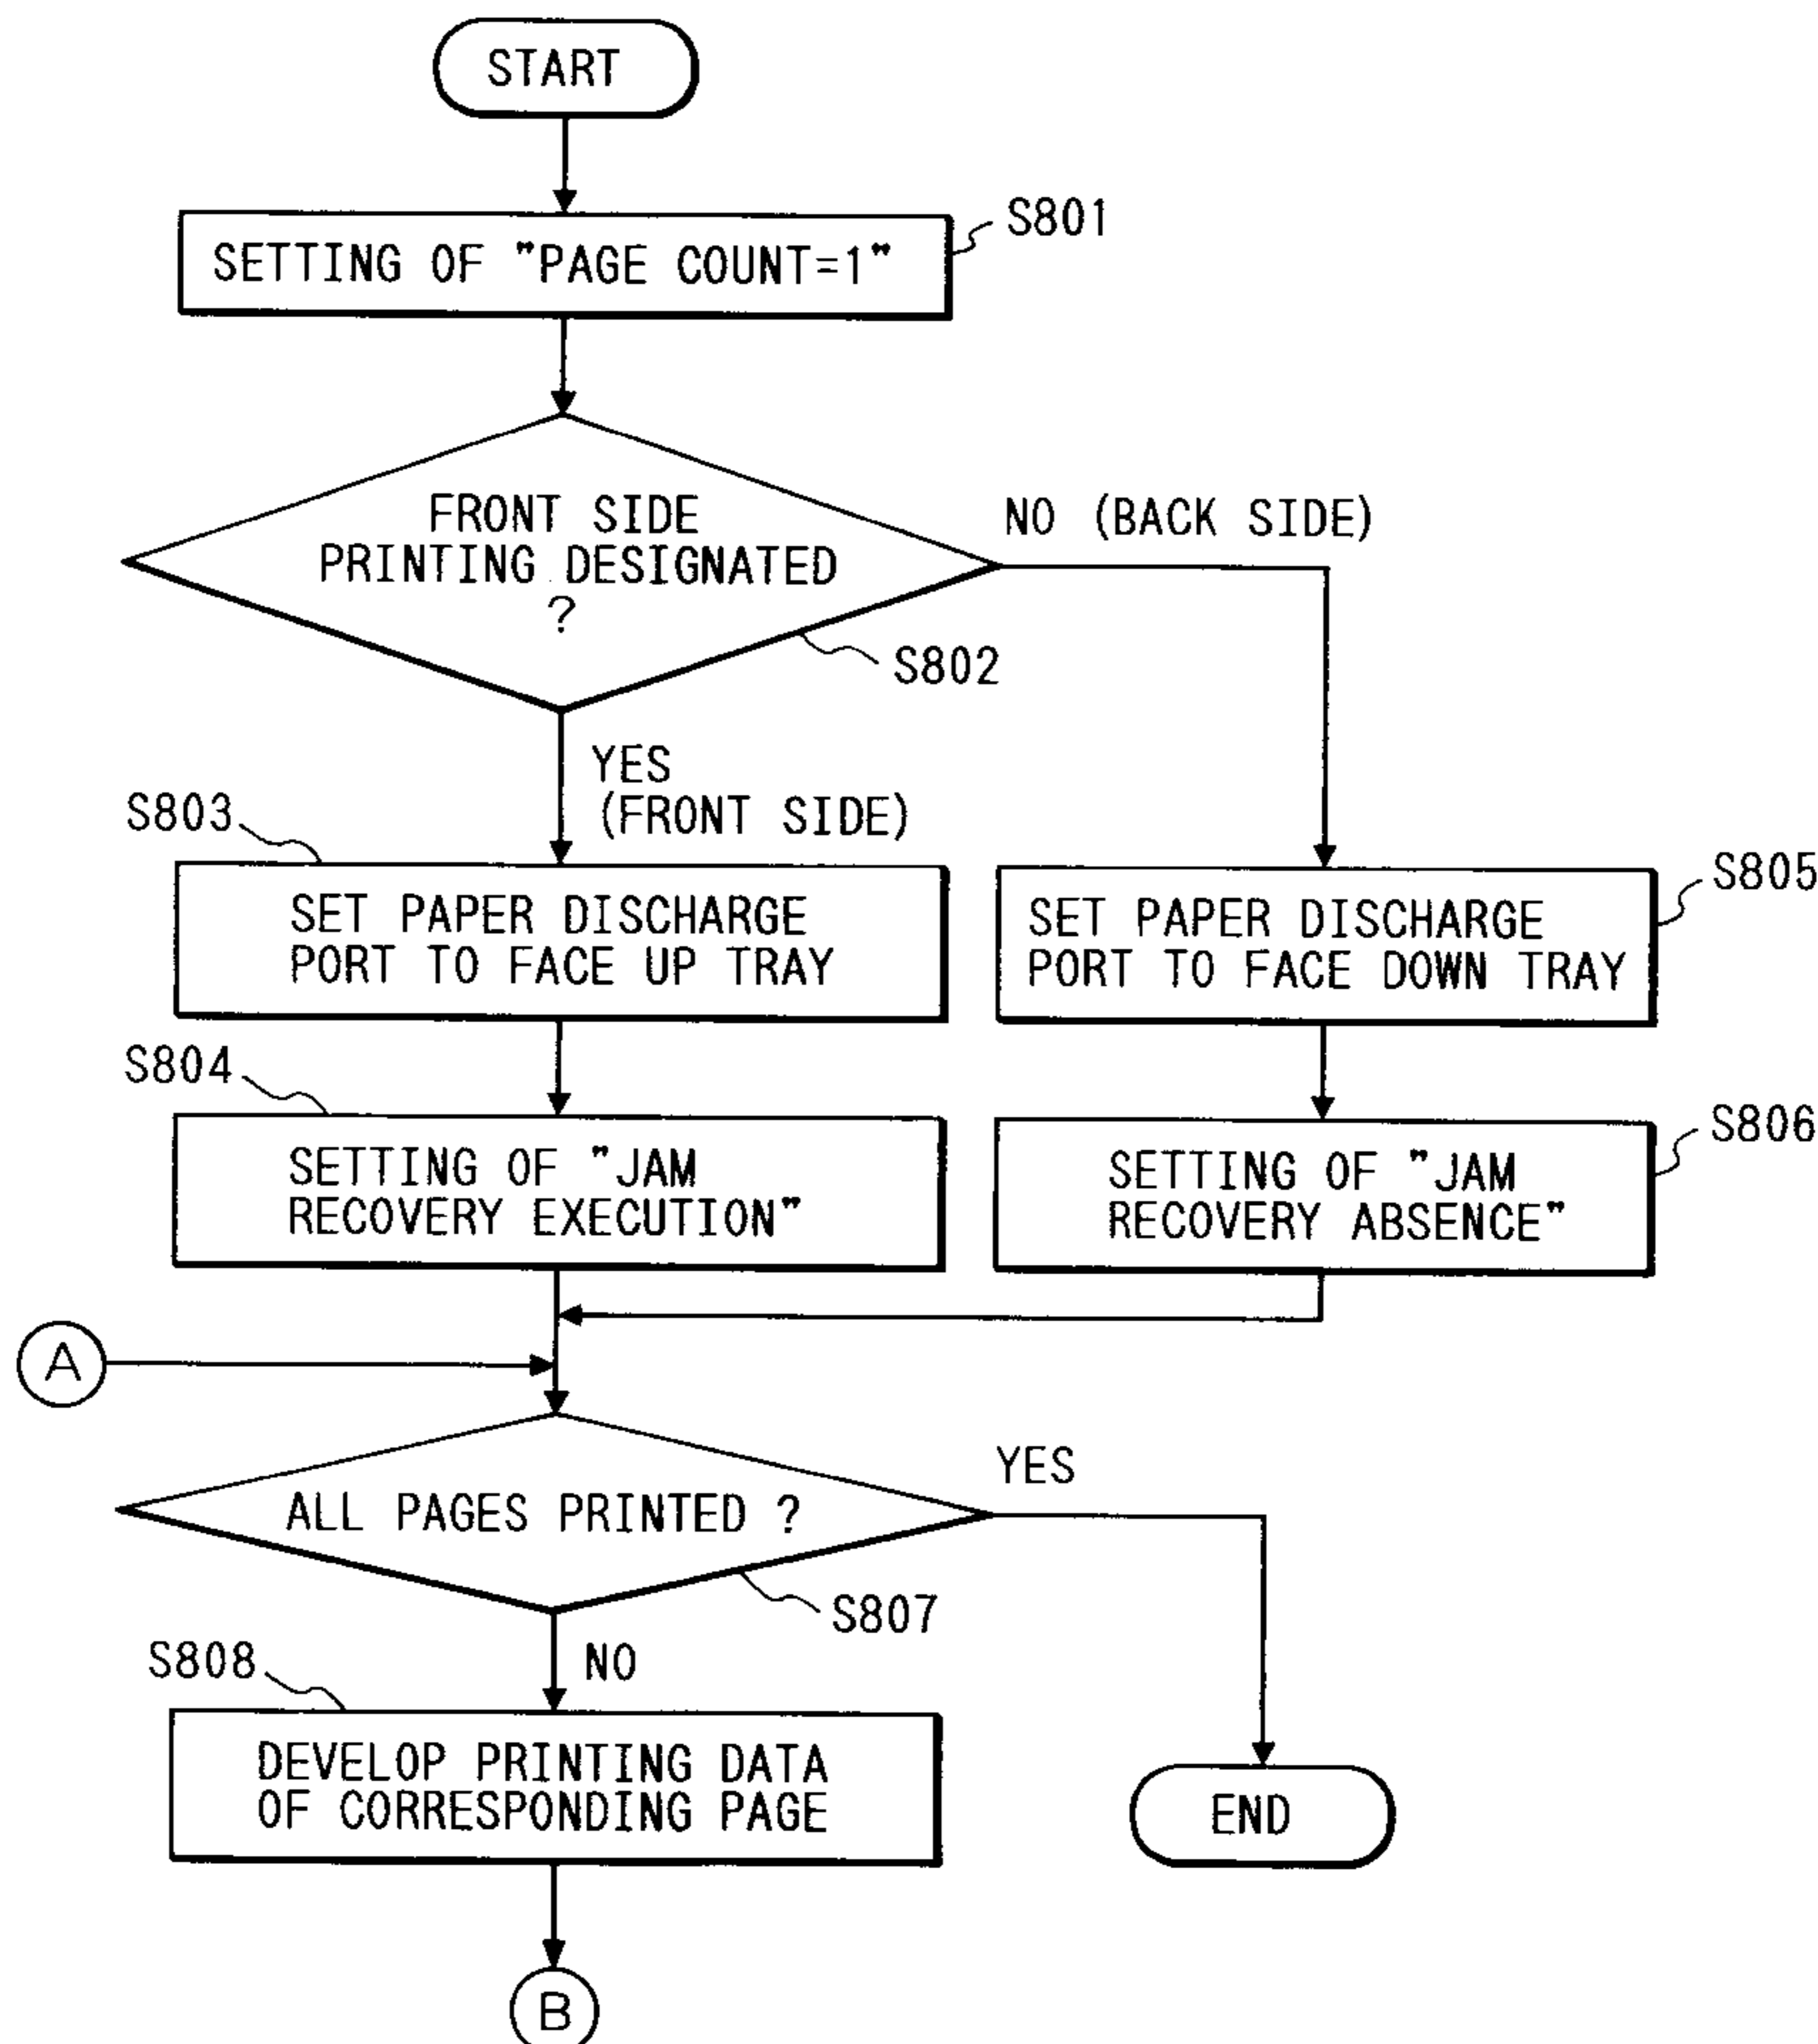 START
S801
SETTING OF "PAGE COUNT=1"
FRONT SIDE
PRINTING DESIGNATED
?
NO (BACK SIDE)
S802
YES
(FRONT SIDE)
S803
SET PAPER DISCHARGE
PORT TO FACE UP TRAY
S805
SET PAPER DISCHARGE
PORT TO FACE DOWN TRAY
S804
SETTING OF "JAM
RECOVERY EXECUTION"
S806
SETTING OF "JAM
RECOVERY ABSENCE"
A
ALL PAGES PRINTED ?
YES
S807
NO
S808
DEVELOP PRINTING DATA
OF CORRESPONDING PAGE
END
B